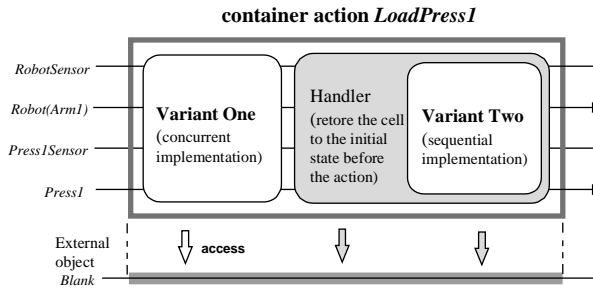 container action LoadPress1
RobotSensor
Robot(Arm1)
Press1Sensor
Press1
Variant One
(concurrent
implementation)
Handler
(retore the cell
to the initial
state before
the action)
Variant Two
(sequential
implementation)
External
object
Blank
access